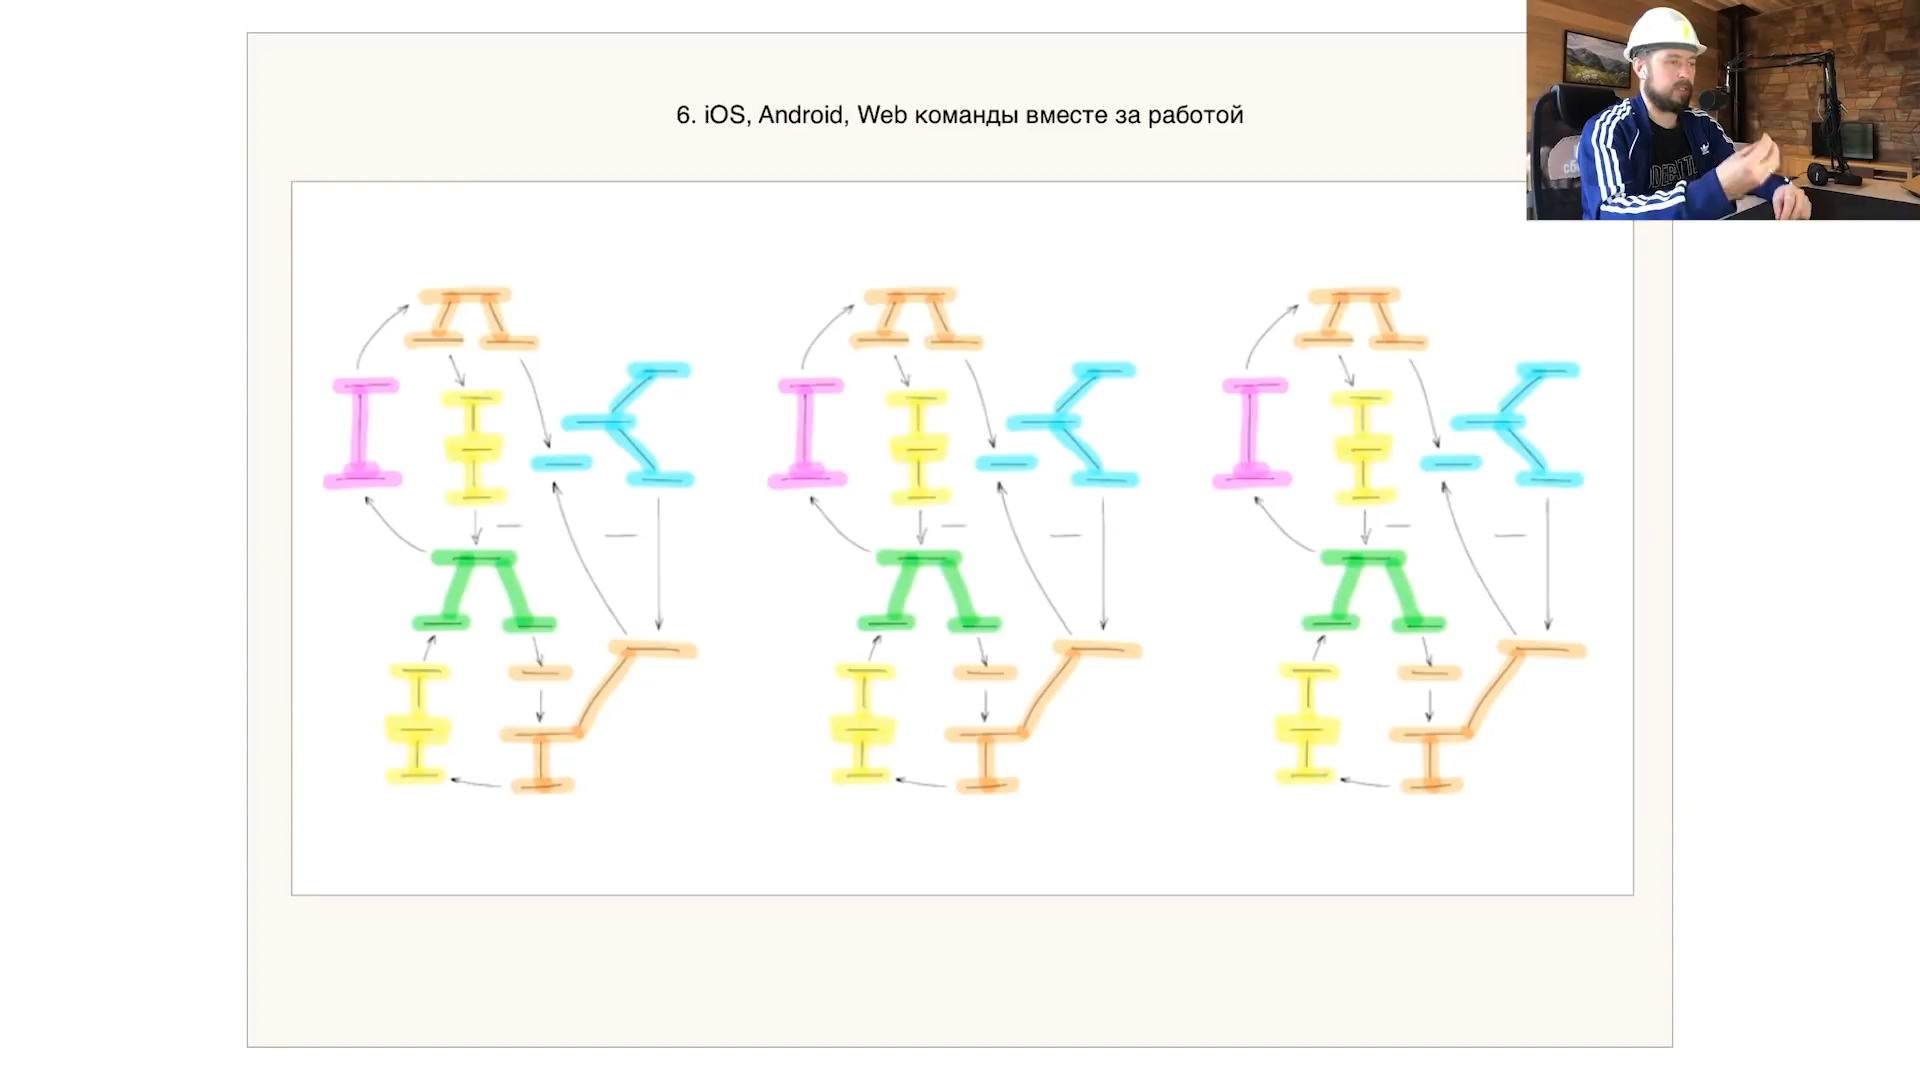 6. iOS, Android, Web команды вместе за работой